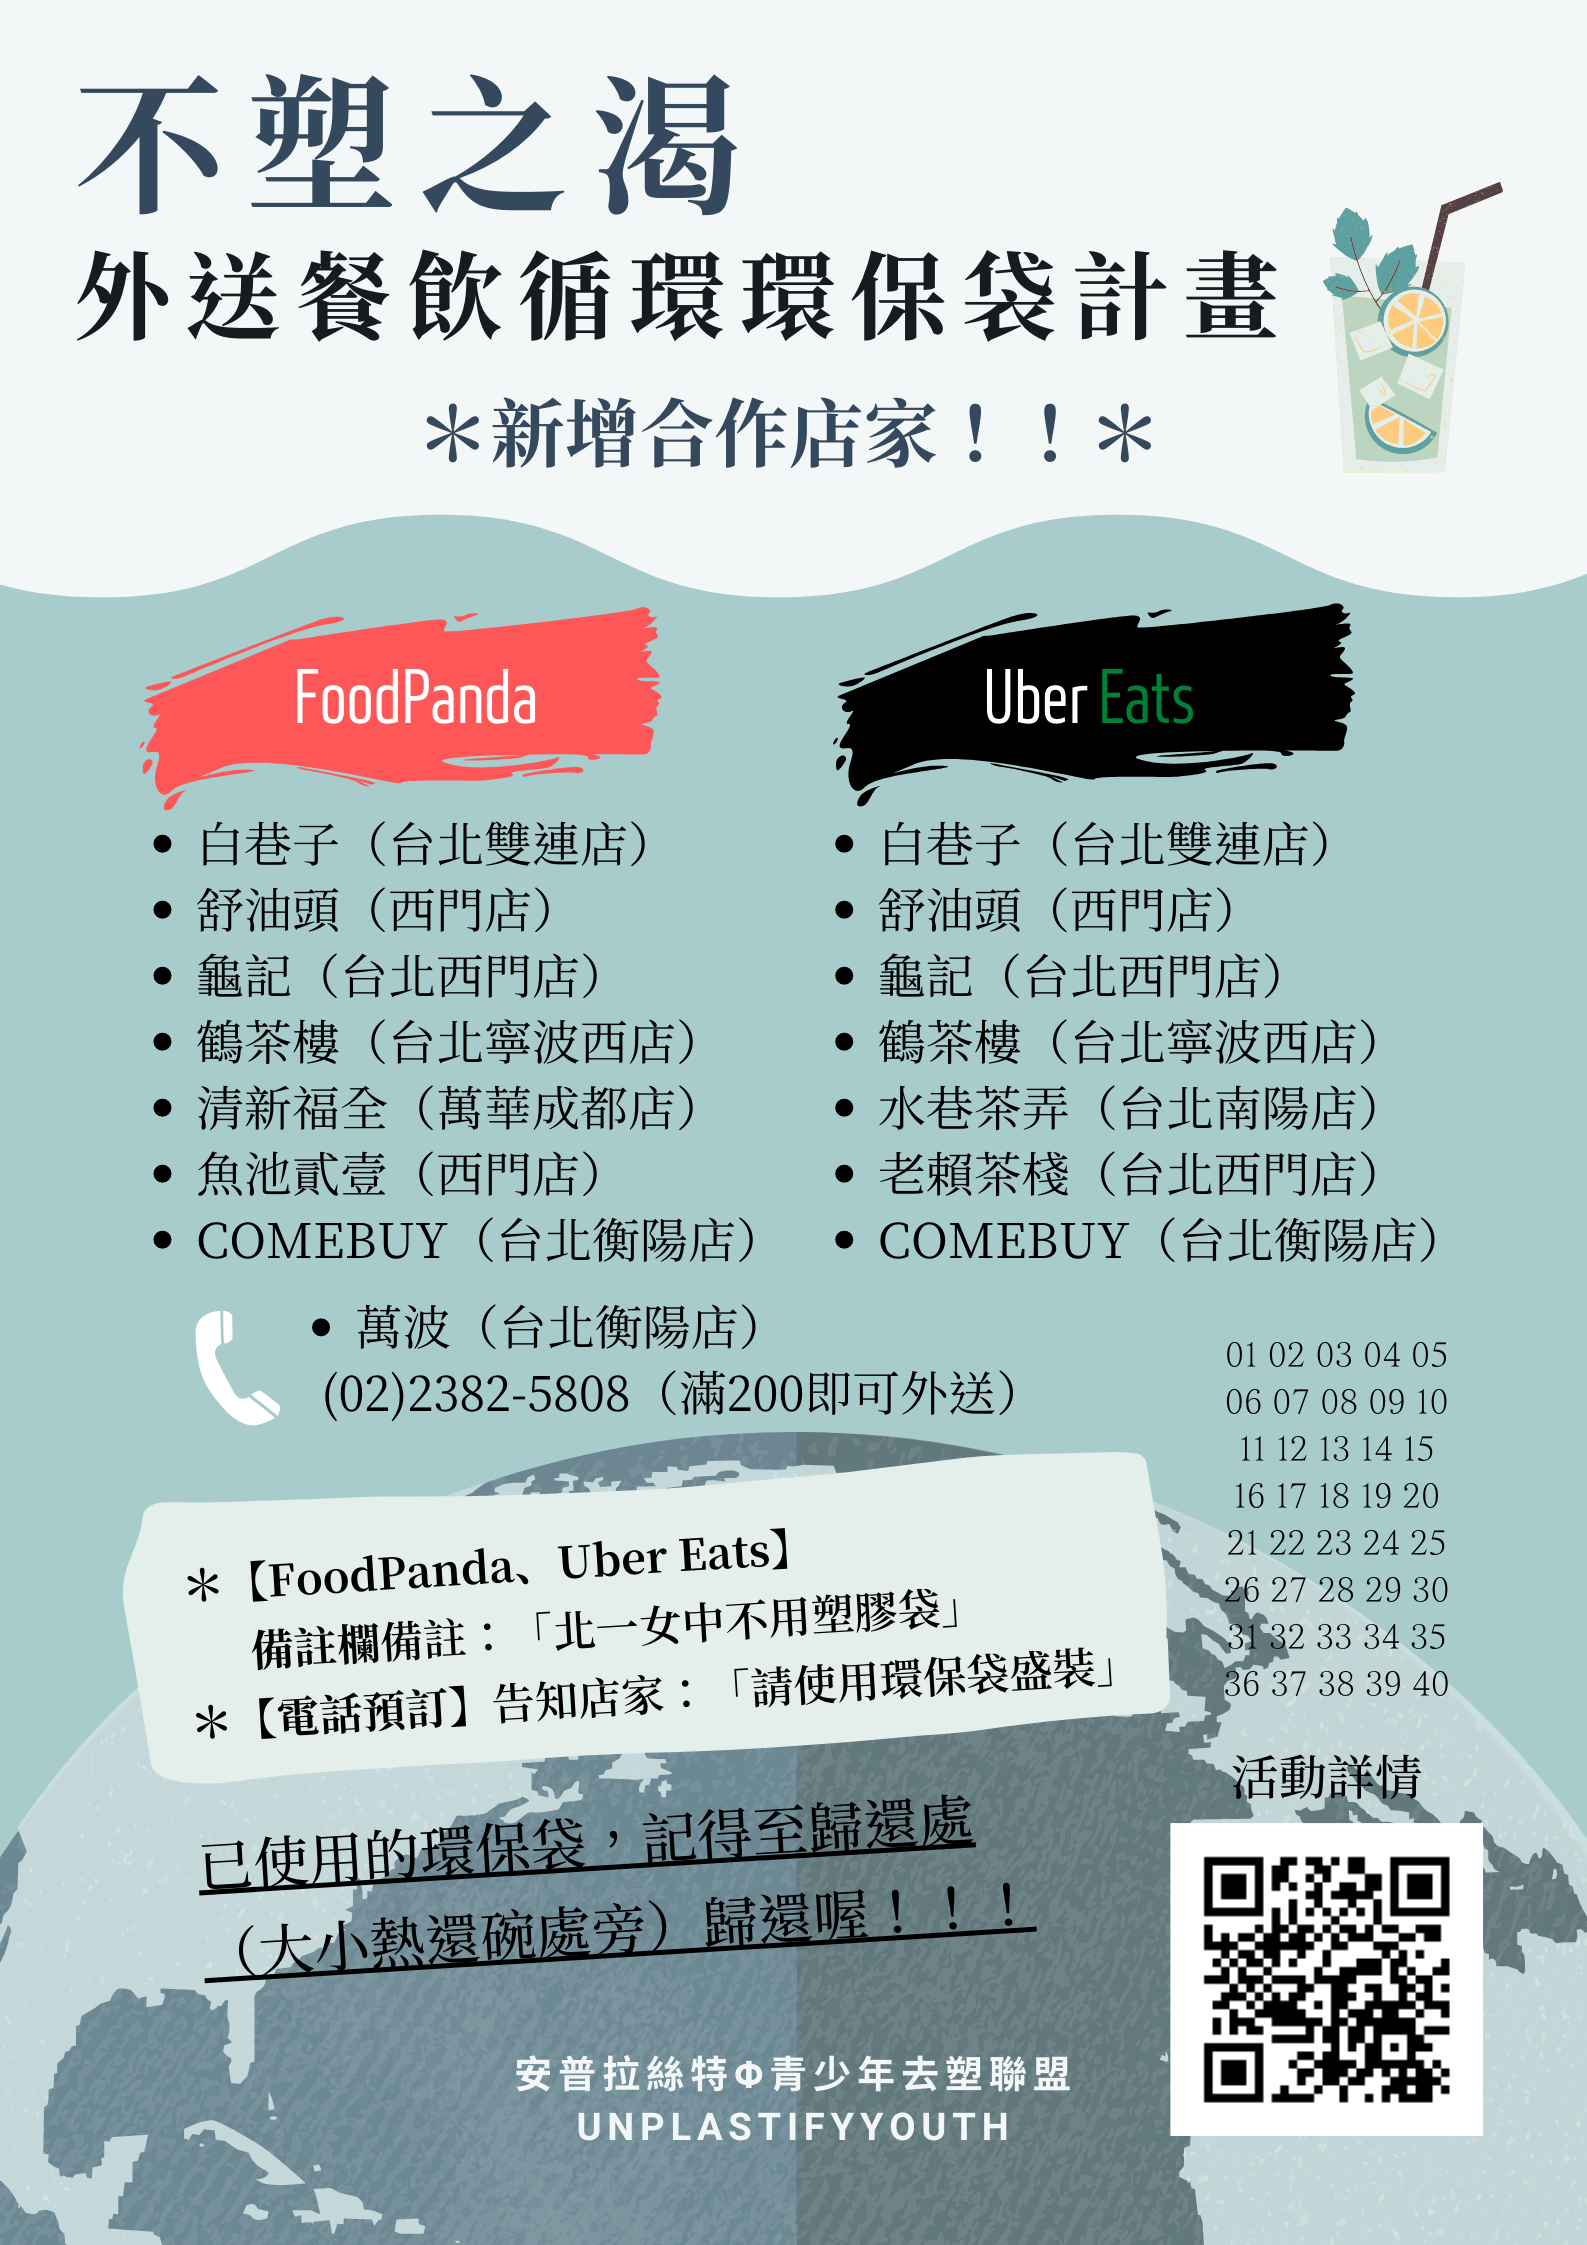 不塑之渴
外送餐飲循環環保袋計畫
＊新增合作店家！！＊
FoodPanda
• 白巷子（台北雙連店）
• 舒油頭（西門店）
• 龜記（台北西門店）
• 鶴茶樓（台北寧波西店）
• 清新福全（萬華成都店）
• 魚池貳壹（西門店）
• COMEBUY（台北衡陽店）
Uber Eats
• 白巷子（台北雙連店）
• 舒油頭（西門店）
• 龜記（台北西門店）
• 鶴茶樓（台北寧波西店）
• 水巷茶弄（台北南陽店）
• 老賴茶棧（台北西門店）
• COMEBUY（台北衡陽店）
• 萬波（台北衡陽店）
(02)2382-5808（滿200即可外送）
01 02 03 04 05
06 07 08 09 10
11 12 13 14 15
16 17 18 19 20
21 22 23 24 25
26 27 28 29 30
31 32 33 34 35
36 37 38 39 40
＊【FoodPanda、Uber Eats】
備註欄備註：「北一女中不用塑膠袋」
＊【電話預訂】告知店家：「請使用環保袋盛裝」
已使用的環保袋，記得至歸還處
（大小熱還碗處旁）歸還喔！！！
活動詳情
安普拉絲特Φ青少年去塑聯盟
UNPLASTIFYYOUTH